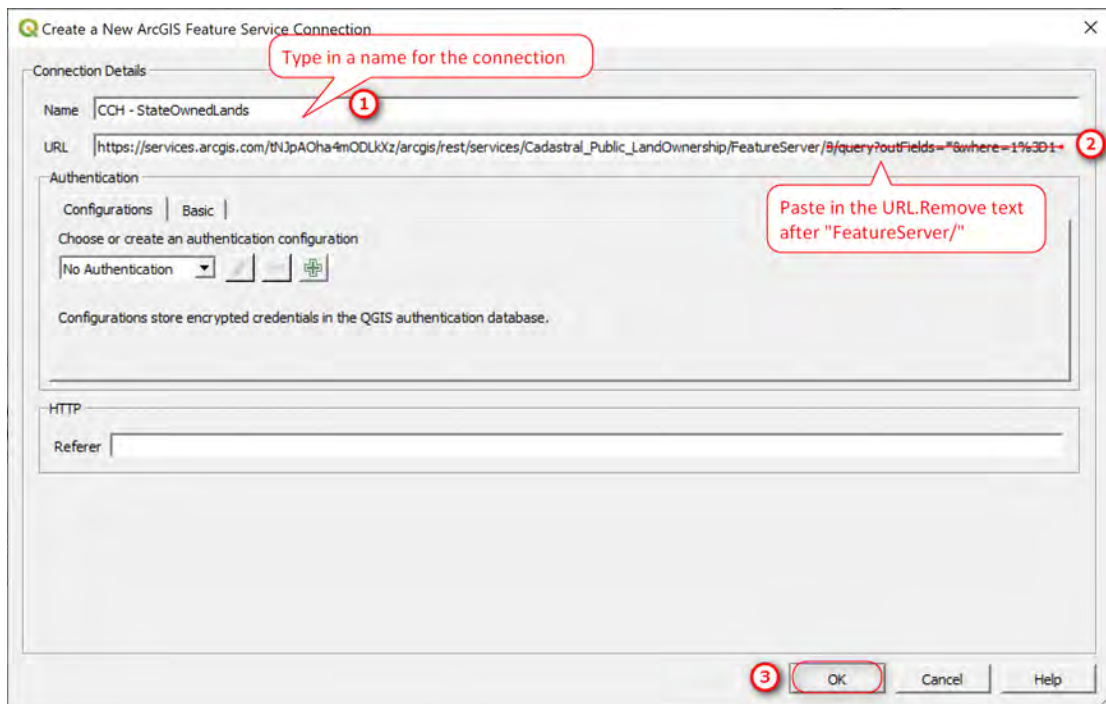 Create a New ArcGIS Feature Service Connection
Type in a name for the connection
Connection Details
Name CCH - StateOwnedLands
1
URL https://services.arcgis.com/tNJpAOha4mODLkXz/arcgis/rest/services/Cadastral_Public_LandOwnership/FeatureServer/3/query?outFields=*&where=1%3D1
2
Authentication
Configurations Basic
Paste in the URL.Remove text
after "FeatureServer/"
Choose or create an authentication configuration
No Authentication
Configurations store encrypted credentials in the QGIS authentication database.
HTTP
Referer
3
OK Cancel Help